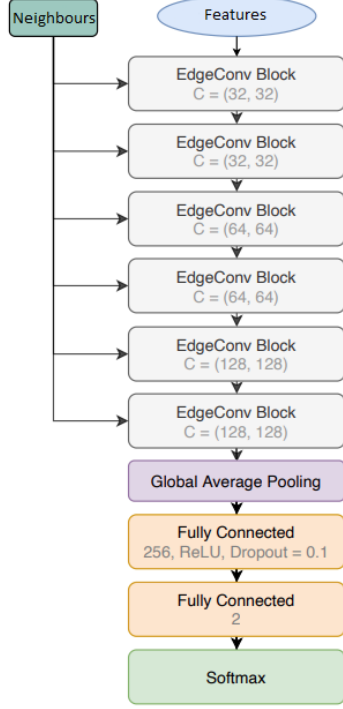 Neighbours
Features
EdgeConv Block
C = (32, 32)
EdgeConv Block
C = (32, 32)
EdgeConv Block
C = (64, 64)
EdgeConv Block
C = (64, 64)
EdgeConv Block
C = (128, 128)
EdgeConv Block
C = (128, 128)
Global Average Pooling
Fully Connected
256, ReLU, Dropout = 0.1
Fully Connected
2
Softmax